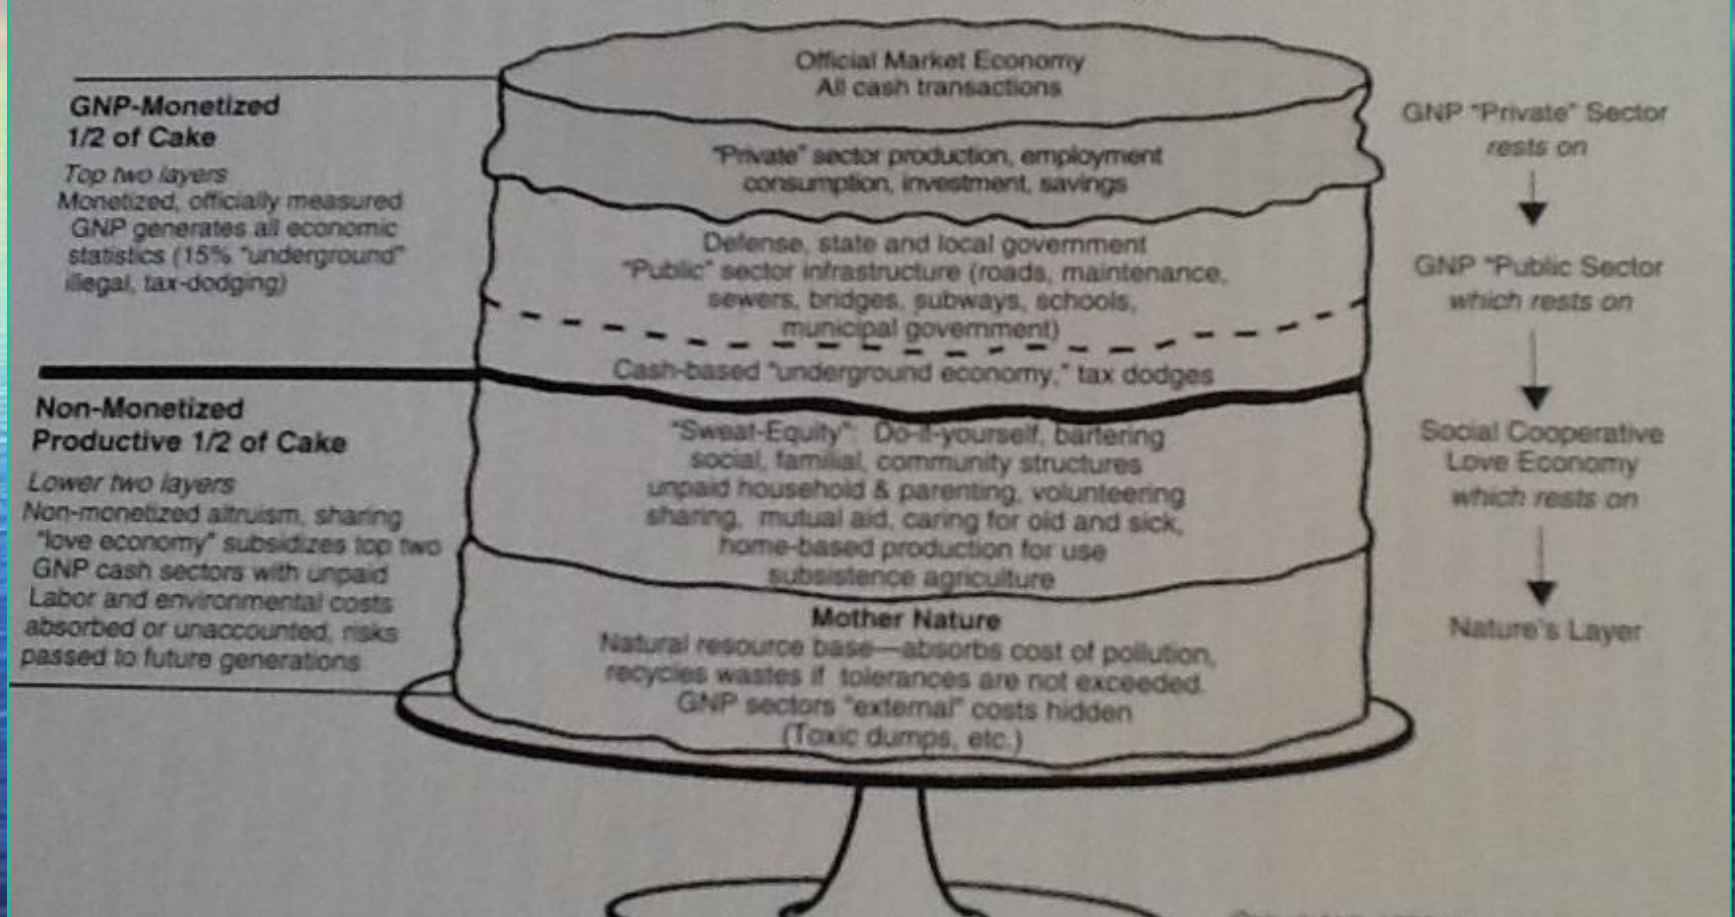 Official Market Economy
All cash transactions
GNP-Monetized
1/2 of Cake
Top two layers
Monetized, officially measured
GNP generates all economic
statistics (15% "underground"
illegal, tax-dodging)
"Private" sector production, employment
consumption, investment, savings
Defense, state and local government
"Public" sector infrastructure (roads, maintenance,
sewers, bridges, subways, schools,
municipal government)
Cash-based "underground economy," tax dodges
GNP "Private" Sector
rests on
GNP "Public Sector
which rests on
Social Cooperative
Love Economy
which rests on
Nature's Layer
Non-Monetized
Productive 1/2 of Cake
Lower two layers
Non-monetized altruism, sharing
"love economy" subsidizes top two
GNP cash sectors with unpaid
Labor and environmental costs
absorbed or unaccounted, risks
passed to future generations
"Sweat-Equity": Do-it-yourself, bartering
social, familial, community structures
unpaid household & parenting, volunteering
sharing, mutual aid, caring for old and sick,
home-based production for use
subsistence agriculture
Mother Nature
Natural resource base—absorbs cost of pollution,
recycles wastes if tolerances are not exceeded.
GNP sectors "external" costs hidden
(Toxic dumps, etc.)